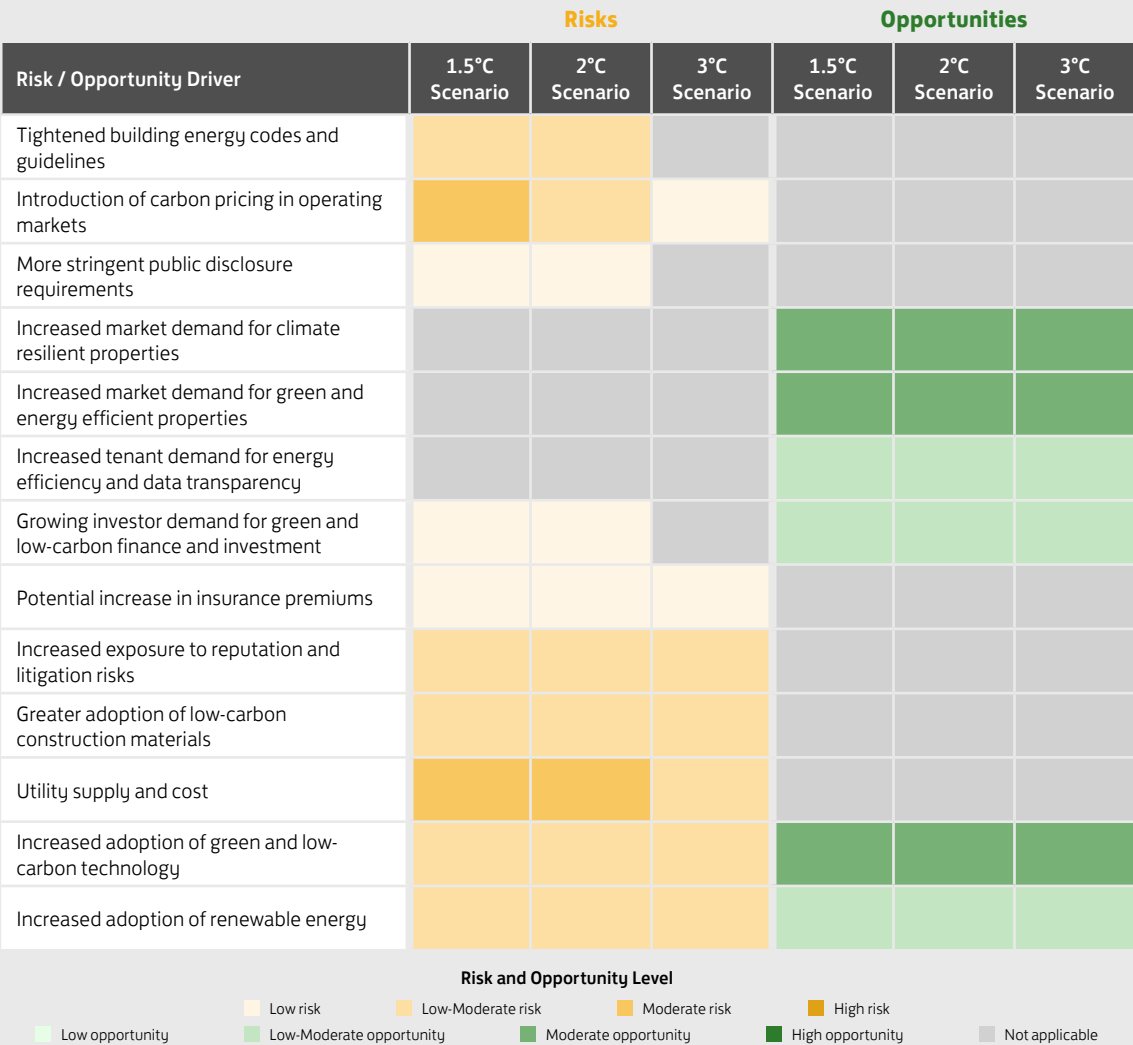 Risks
Opportunities
Risk / Opportunity Driver
1.5°C
Scenario
2°C
Scenario
3°C
Scenario
1.5°C
Scenario
2°C
Scenario
3°C
Scenario
Tightened building energy codes and
guidelines
Introduction of carbon pricing in operating
markets
More stringent public disclosure
requirements
Increased market demand for climate
resilient properties
Increased market demand for green and
energy efficient properties
Increased tenant demand for energy
efficiency and data transparency
Growing investor demand for green and
low-carbon finance and investment
Potential increase in insurance premiums
Increased exposure to reputation and
litigation risks
Greater adoption of low-carbon
construction materials
Utility supply and cost
Increased adoption of green and low-
carbon technology
Increased adoption of renewable energy
Risk and Opportunity Level
Low risk
Low-Moderate risk
Moderate risk
High risk
Low opportunity
Low-Moderate opportunity
Moderate opportunity
High opportunity
Not applicable